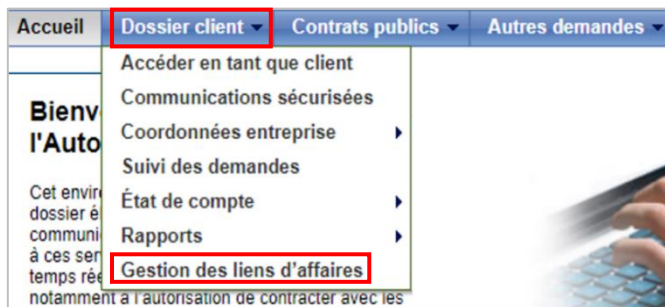 Accueil Dossier client Contrats publics Autres demandes
Accéder en tant que client
Communications sécurisées
Bienv
Coordonnées entreprise
l'Auto
Suivi des demandes
Cet envir
État de compte
dossier é
communi
Rapports
à ces ser
temps rée
Gestion des liens d'affaires
notamment à l'autorisation de contracter avec les